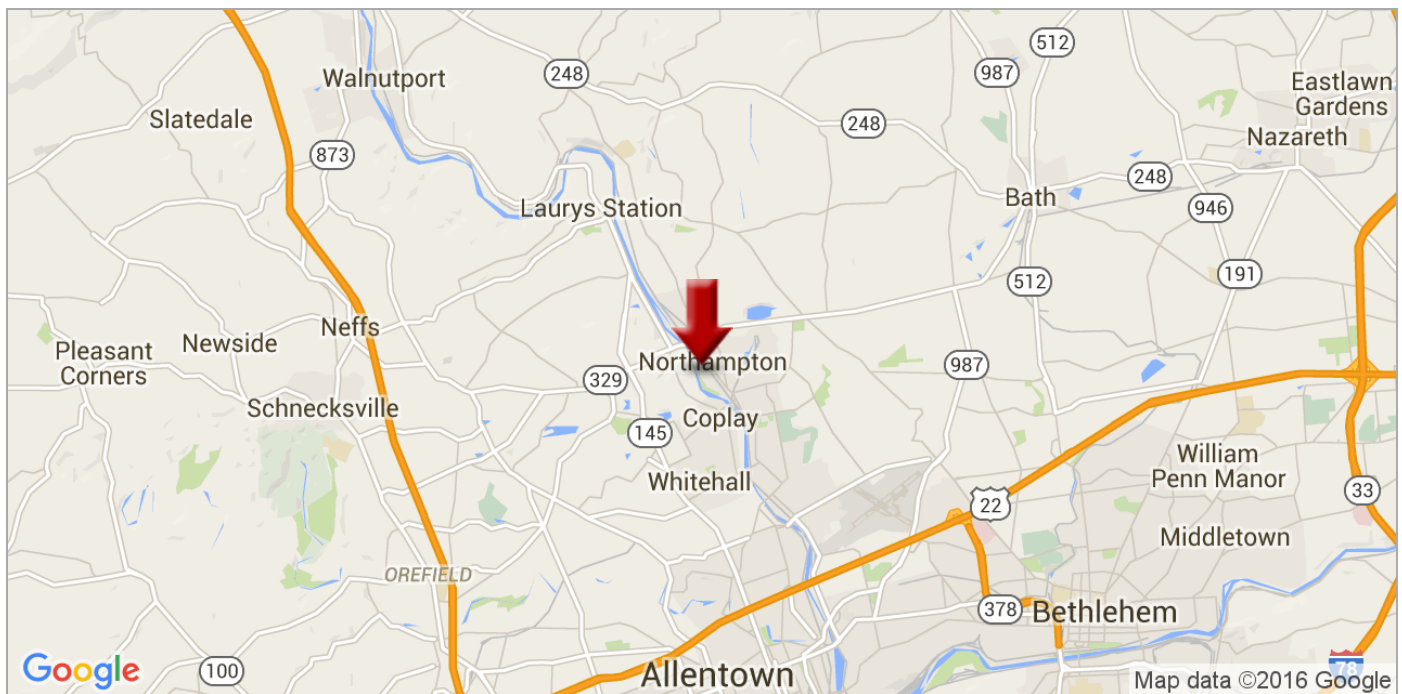 512
Walnutport
248
987
Eastlawn
Gardens
Slatedale
248
Nazareth
873
248
Bath
Laurys Station
946
191
512
Neffs
Newside
Pleasant
Corners
Northampton
987
329
Schnecksville
Coplay
145
William
Penn Manor
Whitehall
33
22
Middletown
OREFIELD
378
Bethlehem
Google
100
Allentown
78
Map data ©2016 Google